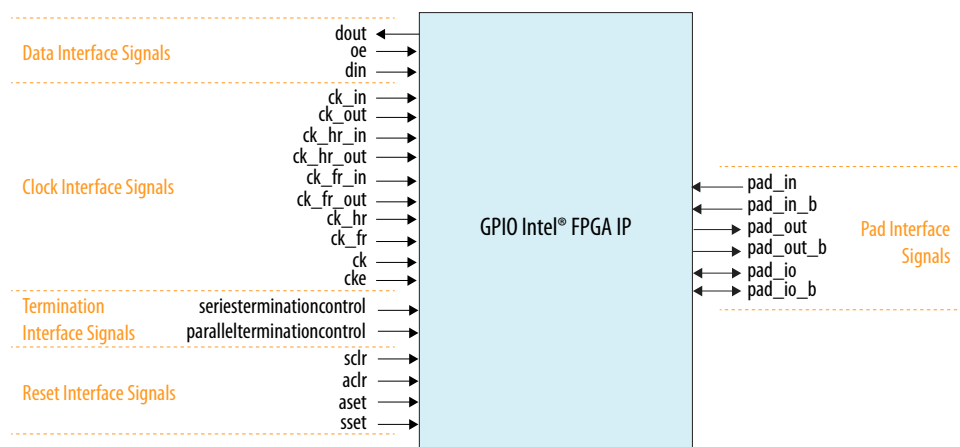 Data Interface Signals
dout
oe
din
Clock Interface Signals
ck_in
ck_out
ck_hr_in
ck_hr_out
ck_fr_in
ck_fr_out
ck_hr
ck_fr
ck
cke
Termination
Interface Signals
seriesterminationcontrol
parallelterminationcontrol
Reset Interface Signals
sclr
aclr
aset
sset
GPIO Intel® FPGA IP
pad_in
pad_in_b
pad_out
pad_out_b
pad_io
pad_io_b
Pad Interface
Signals